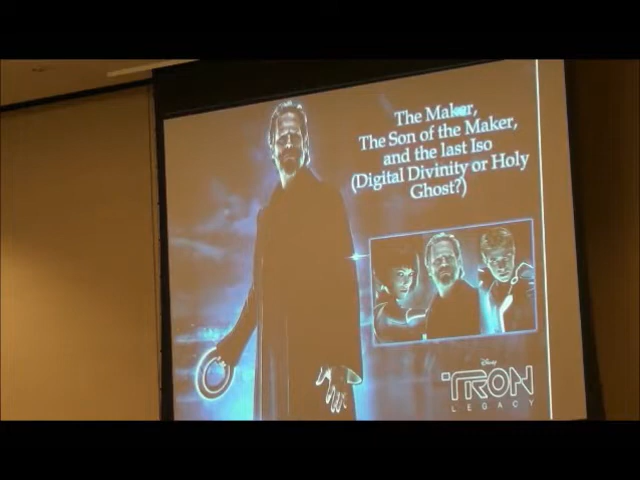 The Maker,
The Son of the Maker,
and the last Iso
(Digital Divinity or Holy
Ghost?)
Disney
TRON
LEGACY